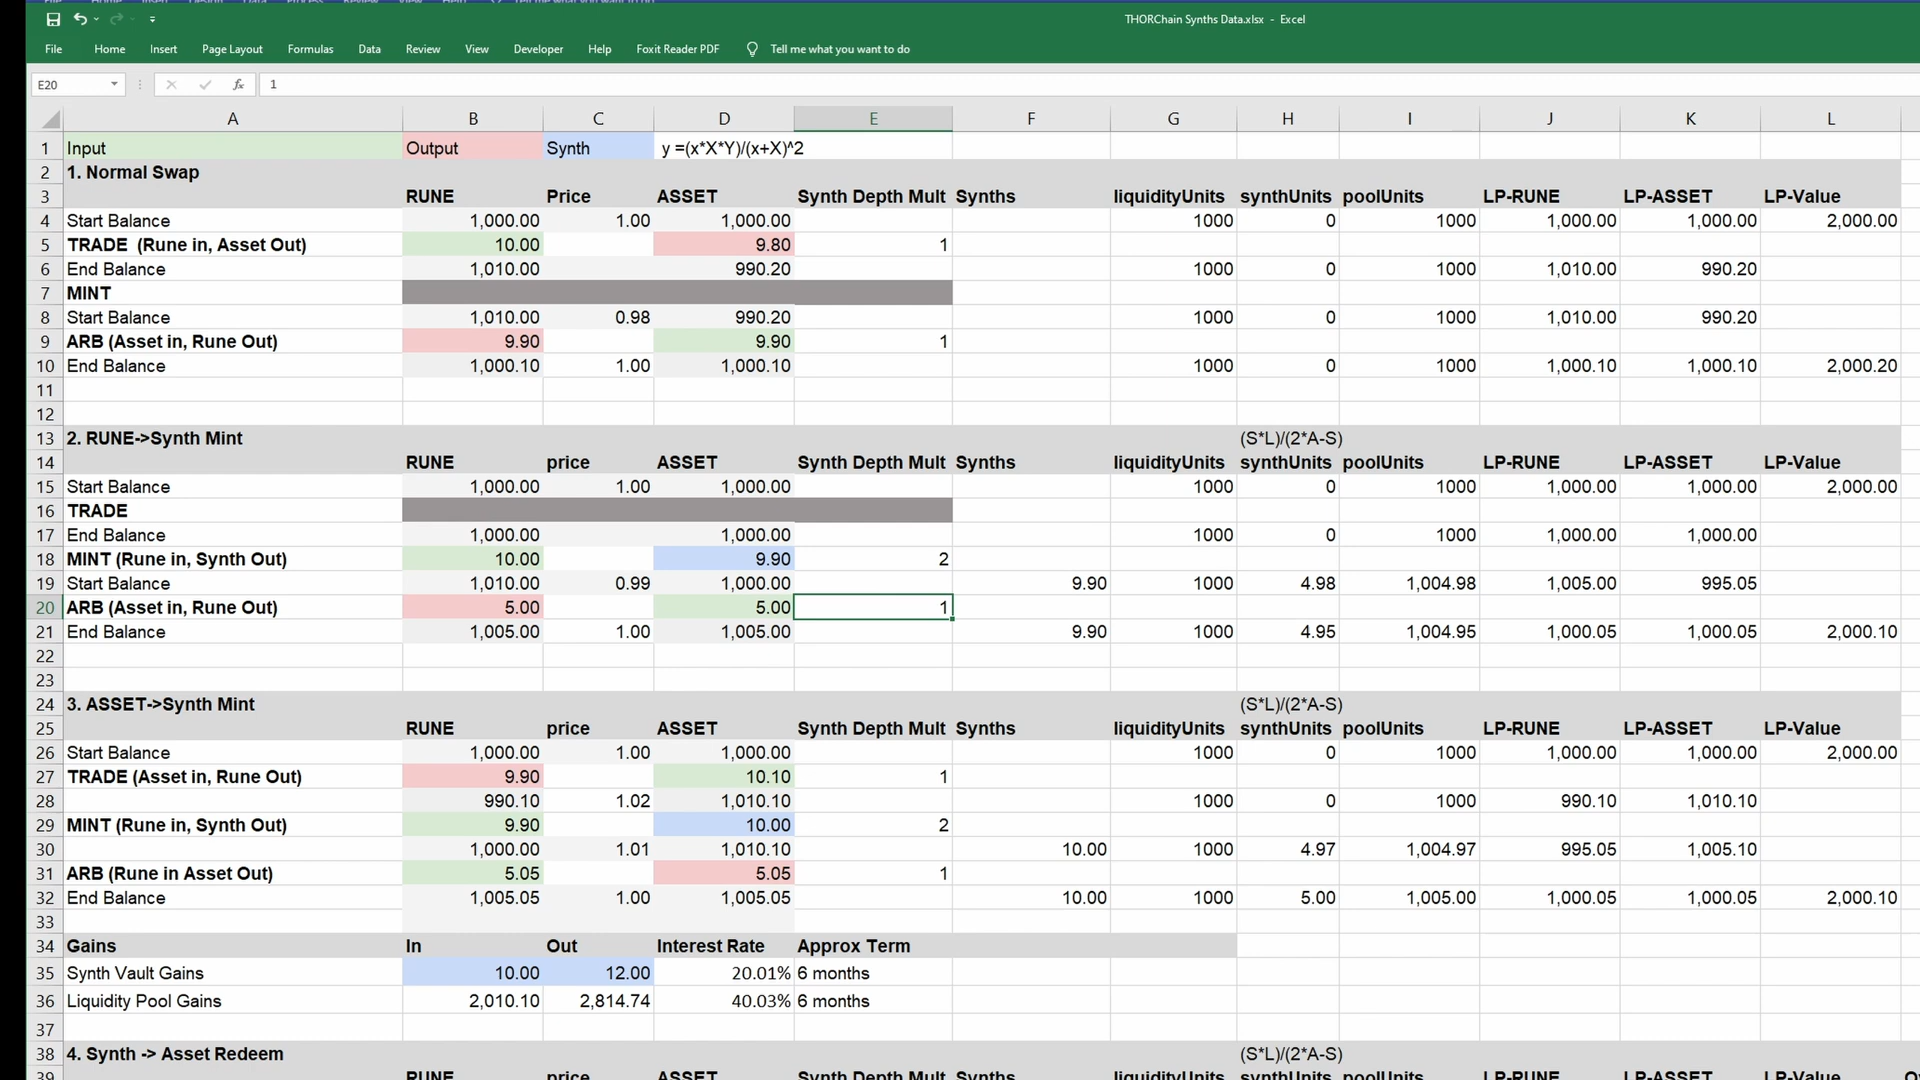 THORChain Synths Data.xlsx - Excel
File Home Insert Page Layout Formulas Data Review View Developer Help Foxit Reader PDF Tell me what you want to do
E20 fx 1
A B C D E F G H I J K L
1 Input Output Synth y =(x*X*Y)/(x+X)^2
2 1. Normal Swap
3 RUNE Price ASSET Synth Depth Mult Synths liquidityUnits synthUnits poolUnits LP-RUNE LP-ASSET LP-Value
4 Start Balance 1,000.00 1.00 1,000.00 1000 0 1000 1,000.00 1,000.00 2,000.00
5 TRADE (Rune in, Asset Out) 10.00 9.80 1
6 End Balance 1,010.00 990.20 1000 0 1000 1,010.00 990.20
7 MINT
8 Start Balance 1,010.00 0.98 990.20 1000 0 1000 1,010.00 990.20
9 ARB (Asset in, Rune Out) 9.90 9.90 1
10 End Balance 1,000.10 1.00 1,000.10 1000 0 1000 1,000.10 1,000.10 2,000.20
11
12
13 2. RUNE->Synth Mint (S*L)/(2*A-S)
14 RUNE price ASSET Synth Depth Mult Synths liquidityUnits synthUnits poolUnits LP-RUNE LP-ASSET LP-Value
15 Start Balance 1,000.00 1.00 1,000.00 1000 0 1000 1,000.00 1,000.00 2,000.00
16 TRADE
17 End Balance 1,000.00 1,000.00 1000 0 1000 1,000.00 1,000.00
18 MINT (Rune in, Synth Out) 10.00 9.90 2
19 Start Balance 1,010.00 0.99 1,000.00 9.90 1000 4.98 1,004.98 1,005.00 995.05
20 ARB (Asset in, Rune Out) 5.00 5.00 1
21 End Balance 1,005.00 1.00 1,005.00 9.90 1000 4.95 1,004.95 1,000.05 1,000.05 2,000.10
22
23
24 3. ASSET->Synth Mint (S*L)/(2*A-S)
25 RUNE price ASSET Synth Depth Mult Synths liquidityUnits synthUnits poolUnits LP-RUNE LP-ASSET LP-Value
26 Start Balance 1,000.00 1.00 1,000.00 1000 0 1000 1,000.00 1,000.00 2,000.00
27 TRADE (Asset in, Rune Out) 9.90 10.10 1
28 990.10 1.02 1,010.10 1000 0 1000 990.10 1,010.10
29 MINT (Rune in, Synth Out) 9.90 10.00 2
30 1,000.00 1.01 1,010.10 10.00 1000 4.97 1,004.97 995.05 1,005.10
31 ARB (Rune in Asset Out) 5.05 5.05 1
32 End Balance 1,005.05 1.00 1,005.05 10.00 1000 5.00 1,005.00 1,000.05 1,000.05 2,000.10
33
34 Gains In Out Interest Rate Approx Term
35 Synth Vault Gains 10.00 12.00 20.01% 6 months
36 Liquidity Pool Gains 2,010.10 2,814.74 40.03% 6 months
37
38 4. Synth -> Asset Redeem (S*L)/(2*A-S)
39 RUNE price ASSET Synth Depth Mult Synths liquidityUnits synthUnits poolUnits LP-RUNE LP-ASSET LP-Value